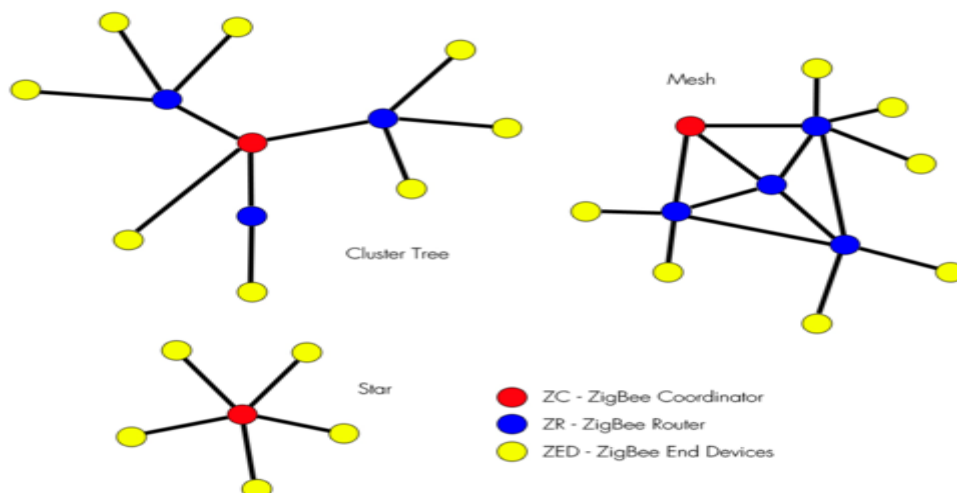 Mesh
Cluster Tree
Star
ZC - ZigBee Coordinator
ZR - ZigBee Router
ZED - ZigBee End Devices